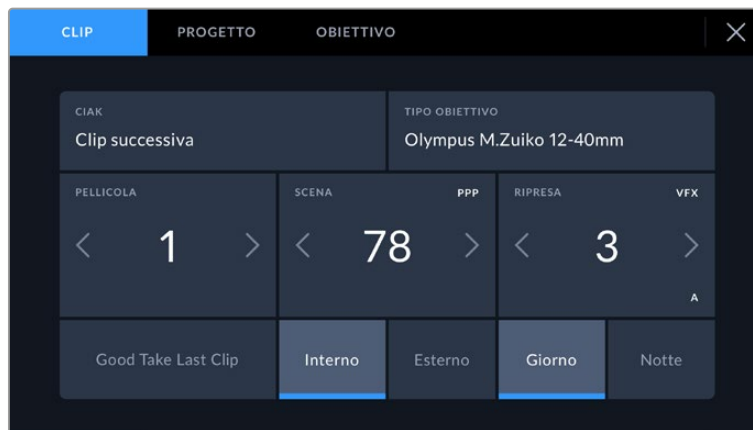 CLIP PROGETTO OBIETTIVO
CIAK TIPO OBIETTIVO
Clip successiva Olympus M.Zuiko 12-40mm
PELLICOLA SCENA PPP RIPRESA VFX
1 78 3
A
Good Take Last Clip Interno Esterno Giorno Notte